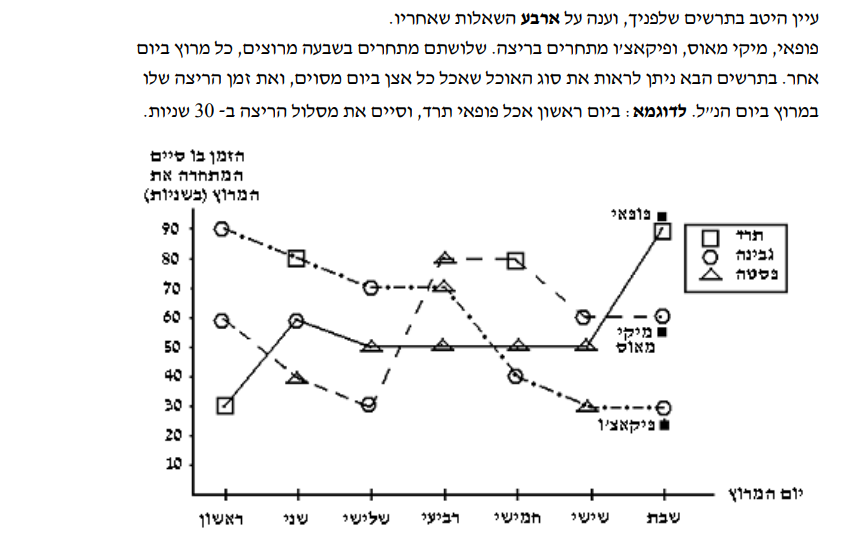 עיין היטב בתרשים שלפניך, וענה על ארבע השאלות שאחריו.
פופאי, מיקי מאוס, ופיקאצ'ו מתחרים בריצה. שלושתם מתחרים בשבעה מרוצים, כל מרוץ ביום
אחר. בתרשים הבא ניתן לראות את סוג האוכל שאכל כל אצן ביום מסוים, ואת זמן הריצה שלו
במרוץ ביום הנ״ל. לדוגמא: ביום ראשון אכל פופאי תרד, וסיים את מסלול הריצה ב- 30 שניות.
הזמן בו סיים
המתחרה את
המרוץ (בשניות)
90
80
70
60
50
40
30
20
10
פופאי
תרד
גבינה
פסטה
מיקי
מאוס
פיקאצ'ו
יום המרוץ
ראשון
שני
שלישי
רביעי
חמישי
שישי
שבת